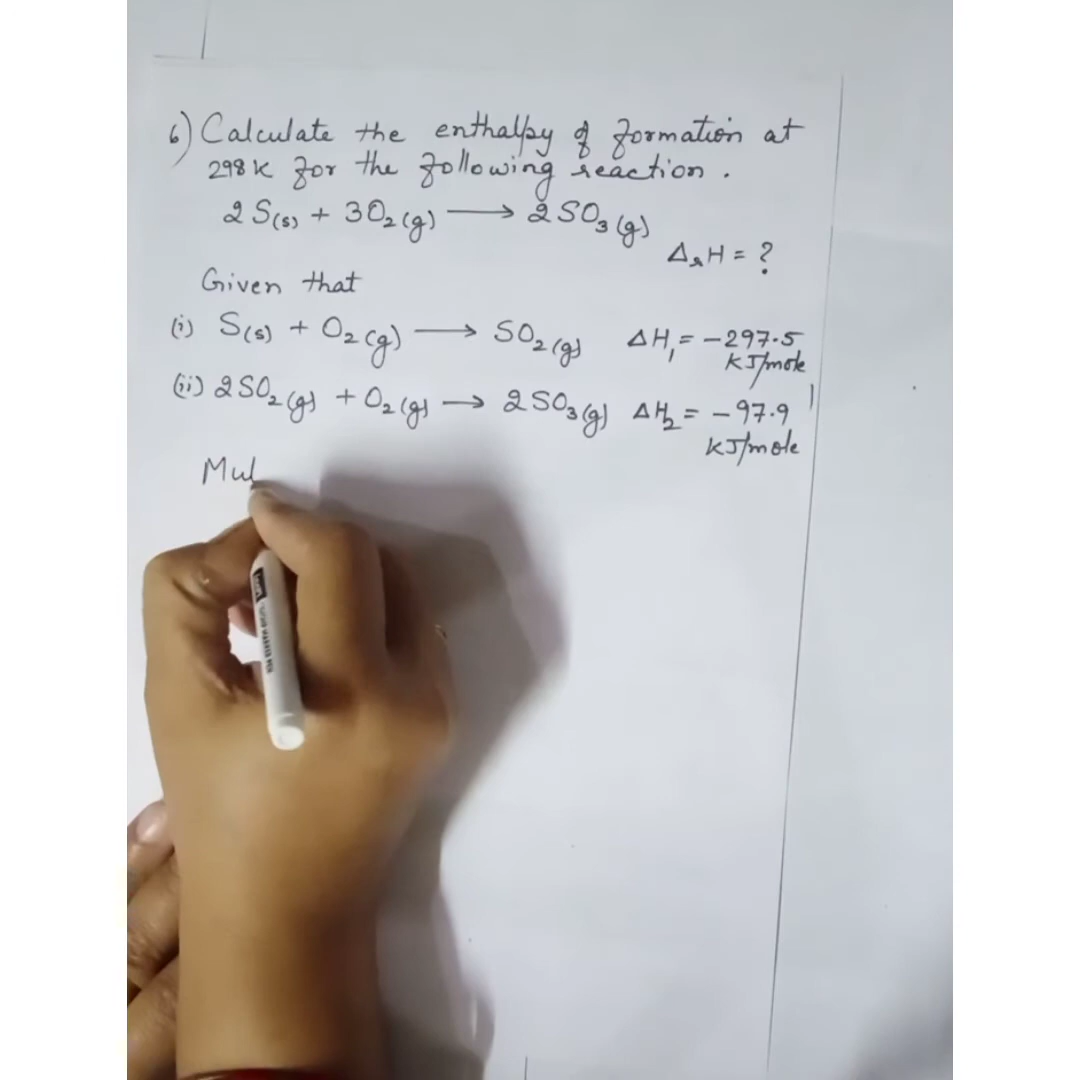 6) Calculate the enthalpy of formation at
298 K for the following reaction.
2 S(s) + 3O₂(g) ⟶ 2SO₃(g)
ΔᵣH = ?
Given that
(i) S(s) + O₂(g) ⟶ SO₂(g) ΔH₁ = -297.5
kJ/mole
(ii) 2SO₂(g) + O₂(g) ⟶ 2SO₃(g) ΔH₂ = -97.9
kJ/mole
Mul